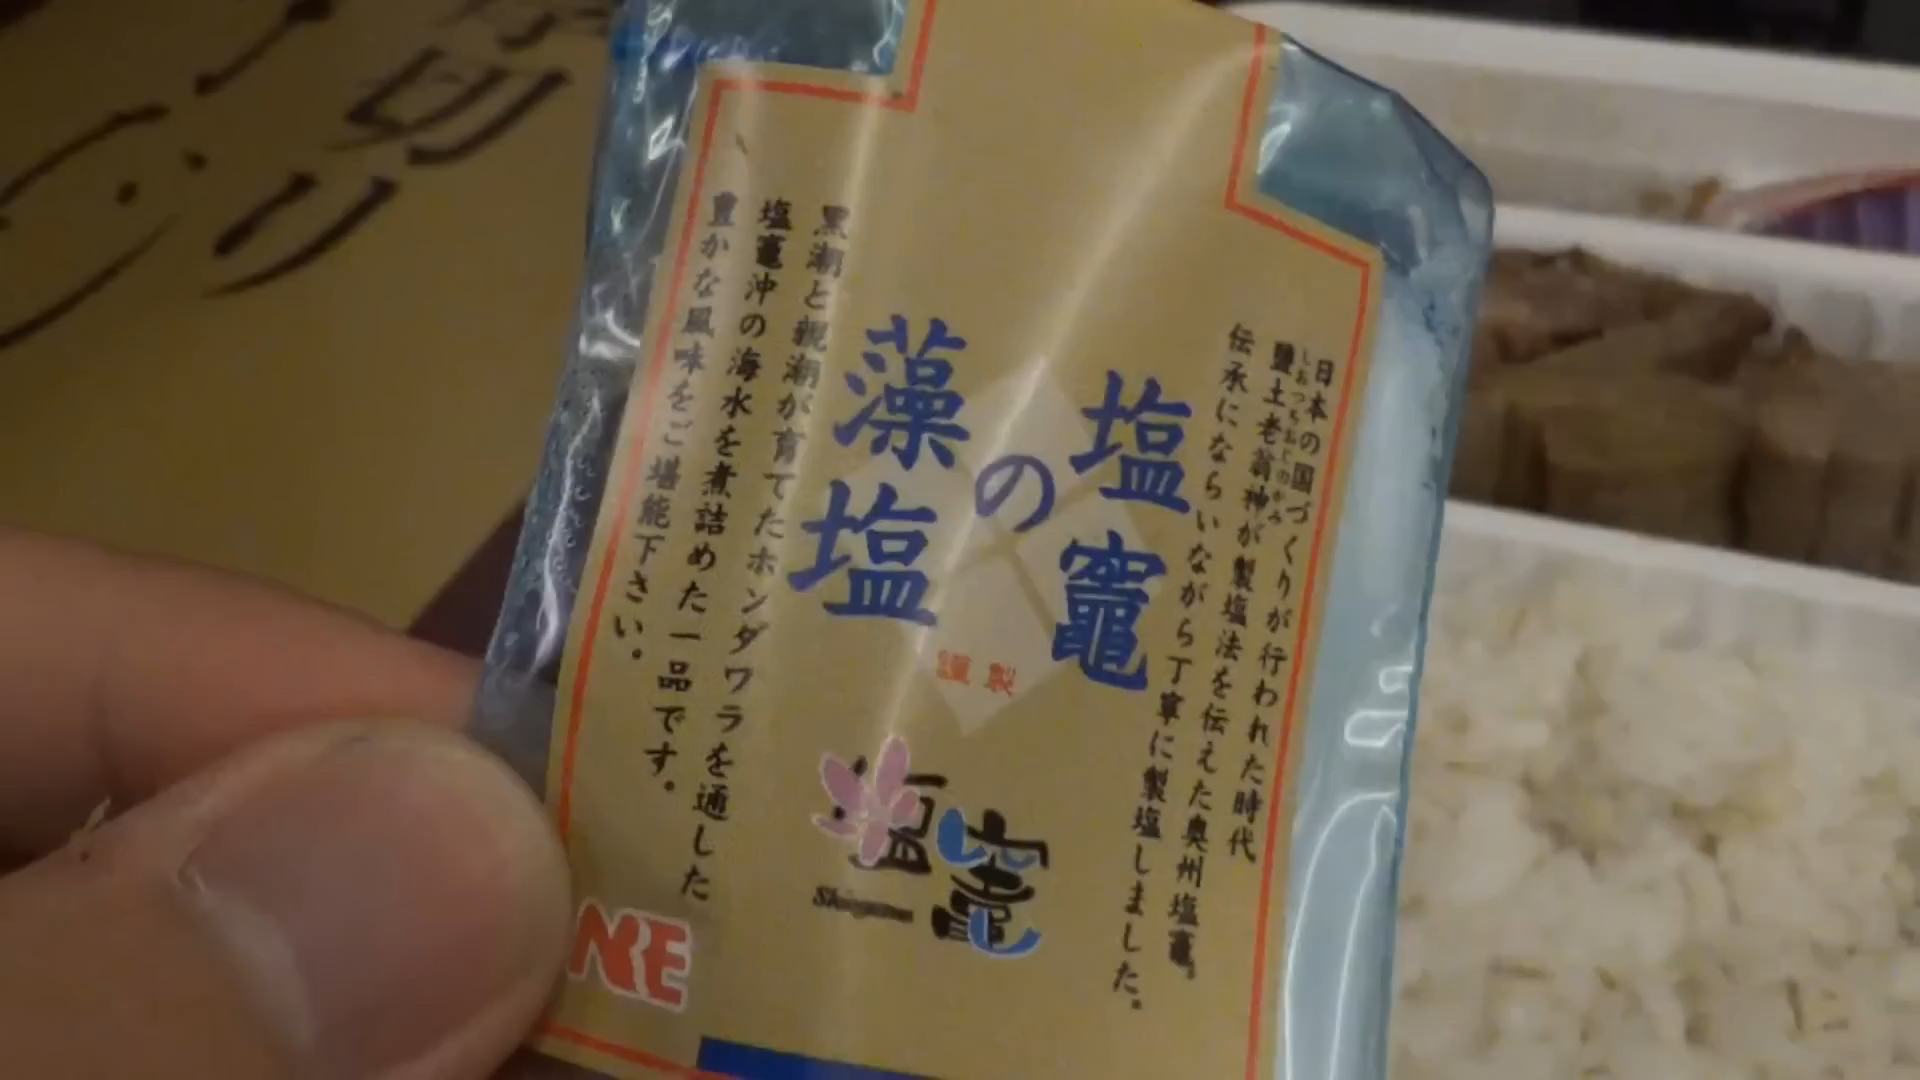 日本の国づくりが行われた時代
鹽土老翁神が製塩法を伝えた奥州塩竈。
しおつちおじのかみ
伝承にならいながら丁寧に製塩しました。
塩竈
の
藻塩
謹製
黒潮と親潮が育てたホンダワラを通した
塩竈沖の海水を煮詰めた一品です。
豊かな風味をご堪能下さい。
塩竈
Shiogama
NRE
切り